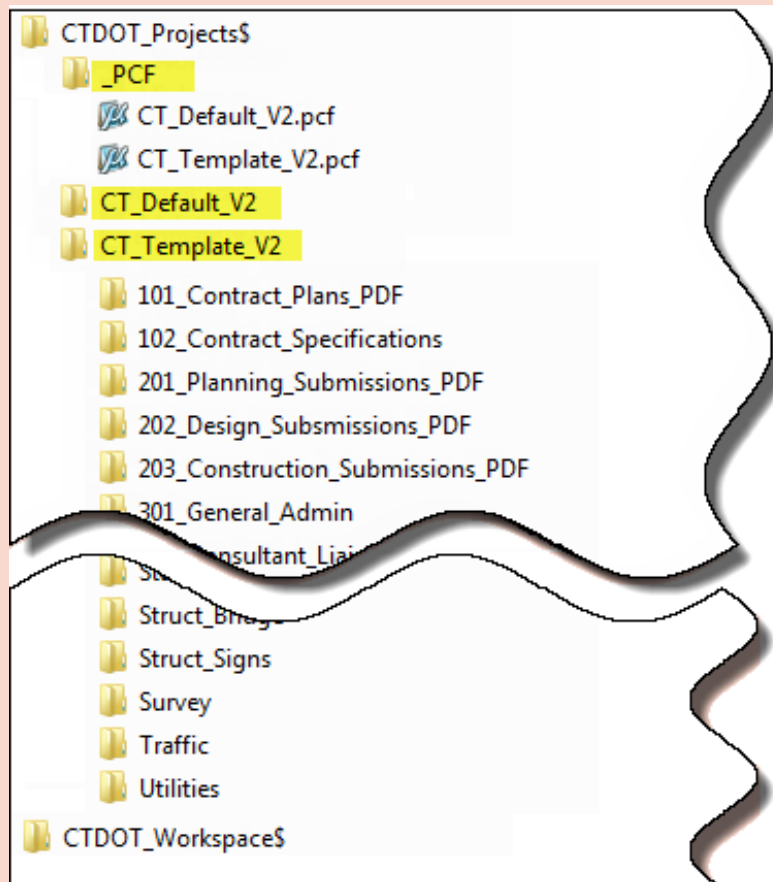 CTDOT_Projects$
_PCF
CT_Default_V2.pcf
CT_Template_V2.pcf
CT_Default_V2
CT_Template_V2
101_Contract_Plans_PDF
102_Contract_Specifications
201_Planning_Submissions_PDF
202_Design_Subsmissions_PDF
203_Construction_Submissions_PDF
301_General_Admin
Struct_Bridge
Struct_Signs
Survey
Traffic
Utilities
CTDOT_Workspace$